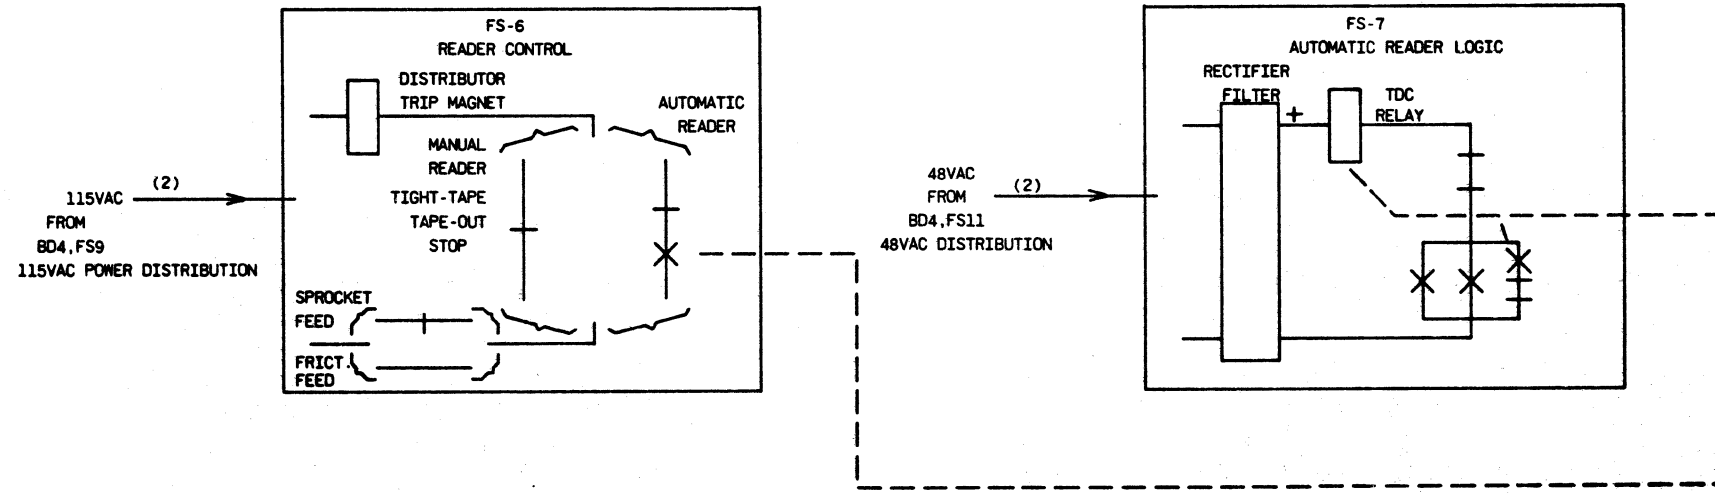 FS-6
READER CONTROL
DISTRIBUTOR
TRIP MAGNET
AUTOMATIC
READER
MANUAL
READER
TIGHT-TAPE
TAPE-OUT
STOP
115VAC
(2)
FROM
BD4,FS9
115VAC POWER DISTRIBUTION
SPROCKET
FEED
FRICT.
FEED
FS-7
AUTOMATIC READER LOGIC
RECTIFIER
FILTER
+
TDC
RELAY
48VAC
(2)
FROM
BD4,FS11
48VAC DISTRIBUTION